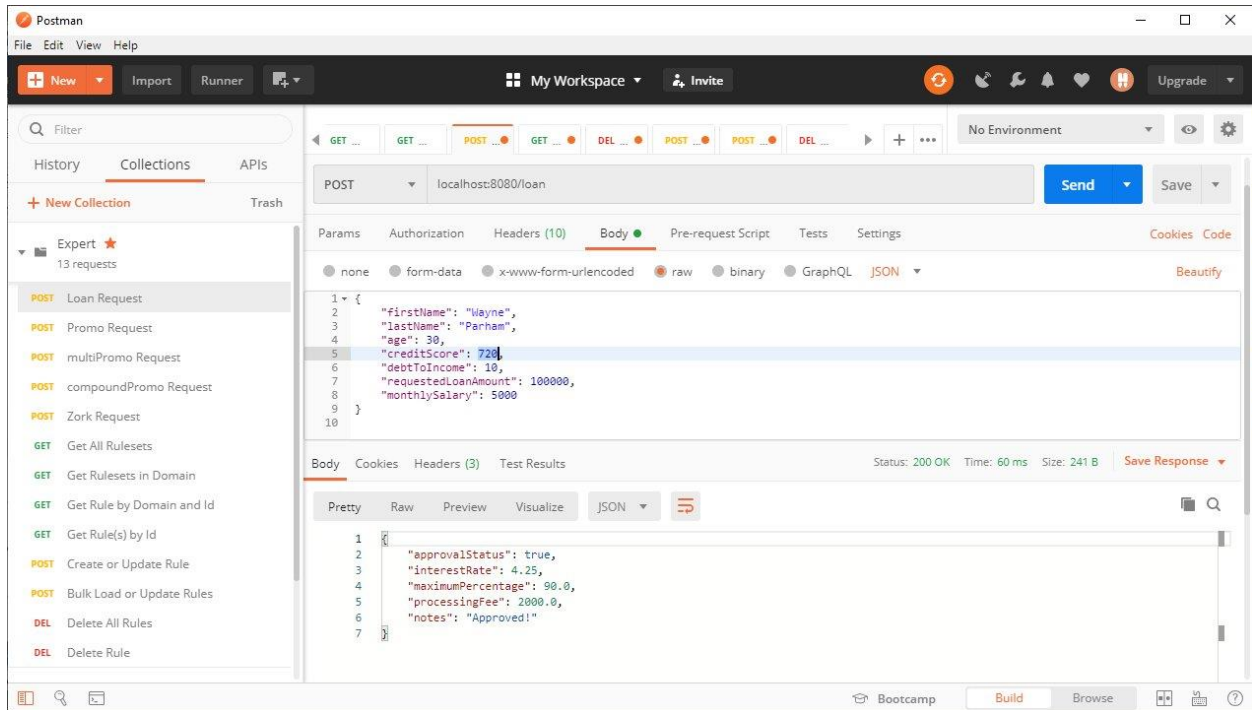 Postman
File Edit View Help
New Import Runner My Workspace Invite Upgrade
Filter
History Collections APIs
+ New Collection Trash
Expert
13 requests
POST Loan Request
POST Promo Request
POST multiPromo Request
POST compoundPromo Request
POST Zork Request
GET Get All Rulesets
GET Get Rulesets in Domain
GET Get Rule by Domain and Id
GET Get Rule(s) by Id
POST Create or Update Rule
POST Bulk Load or Update Rules
DEL Delete All Rules
DEL Delete Rule
GET ... GET ... POST ... GET ... DEL ... POST ... POST ... DEL ... + ... No Environment
POST localhost:8080/loan Send Save
Params Authorization Headers (10) Body Pre-request Script Tests Settings Cookies Code
none form-data x-www-form-urlencoded raw binary GraphQL JSON Beautify
1 {
2 "firstName": "Wayne",
3 "lastName": "Parham",
4 "age": 30,
5 "creditScore": 720,
6 "debtToIncome": 10,
7 "requestedLoanAmount": 100000,
8 "monthlySalary": 5000
9 }
10
Body Cookies Headers (3) Test Results Status: 200 OK Time: 60 ms Size: 241 B Save Response
Pretty Raw Preview Visualize JSON
1 {
2 "approvalStatus": true,
3 "interestRate": 4.25,
4 "maximumPercentage": 90.0,
5 "processingFee": 2000.0,
6 "notes": "Approved!"
7 }
Bootcamp Build Browse